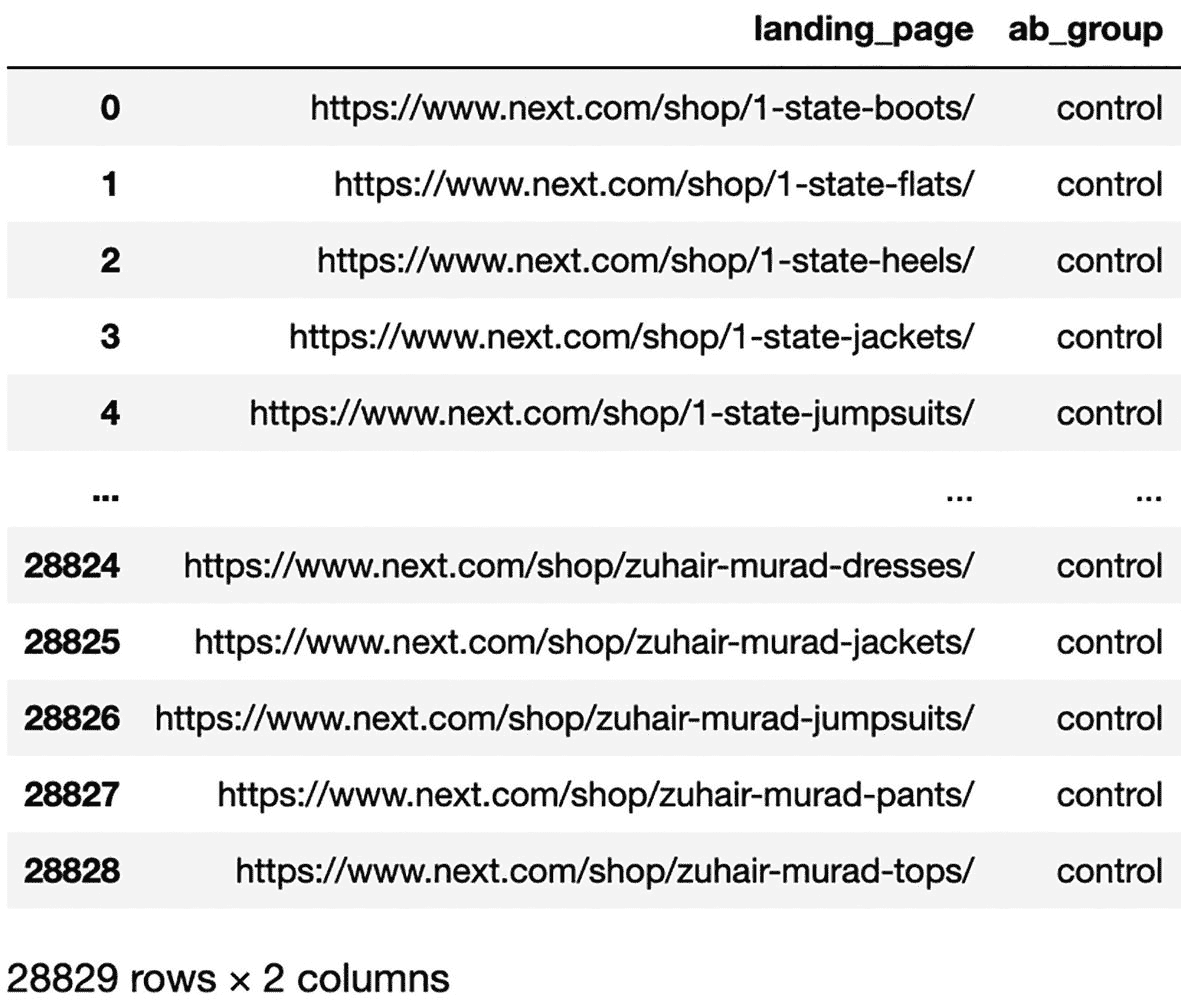 landing_page ab_group
0 https://www.next.com/shop/1-state-boots/ control
1 https://www.next.com/shop/1-state-flats/ control
2 https://www.next.com/shop/1-state-heels/ control
3 https://www.next.com/shop/1-state-jackets/ control
4 https://www.next.com/shop/1-state-jumpsuits/ control
... ... ...
28824 https://www.next.com/shop/zuhair-murad-dresses/ control
28825 https://www.next.com/shop/zuhair-murad-jackets/ control
28826 https://www.next.com/shop/zuhair-murad-jumpsuits/ control
28827 https://www.next.com/shop/zuhair-murad-pants/ control
28828 https://www.next.com/shop/zuhair-murad-tops/ control
28829 rows × 2 columns